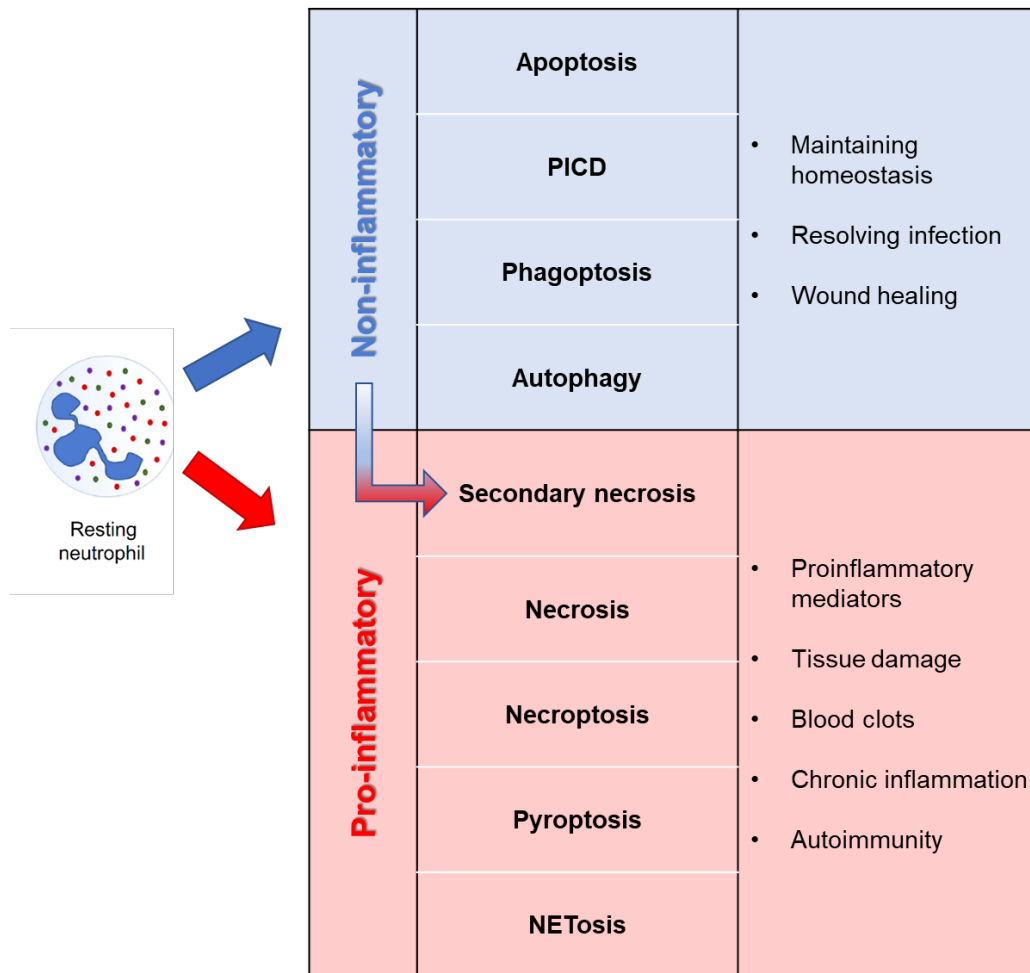 Resting
neutrophil
Non-inflammatory
Apoptosis
PICD
Phagoptosis
Autophagy
• Maintaining
homeostasis
• Resolving infection
• Wound healing
Pro-inflammatory
Secondary necrosis
Necrosis
Necroptosis
Pyroptosis
NETosis
• Proinflammatory
mediators
• Tissue damage
• Blood clots
• Chronic inflammation
• Autoimmunity